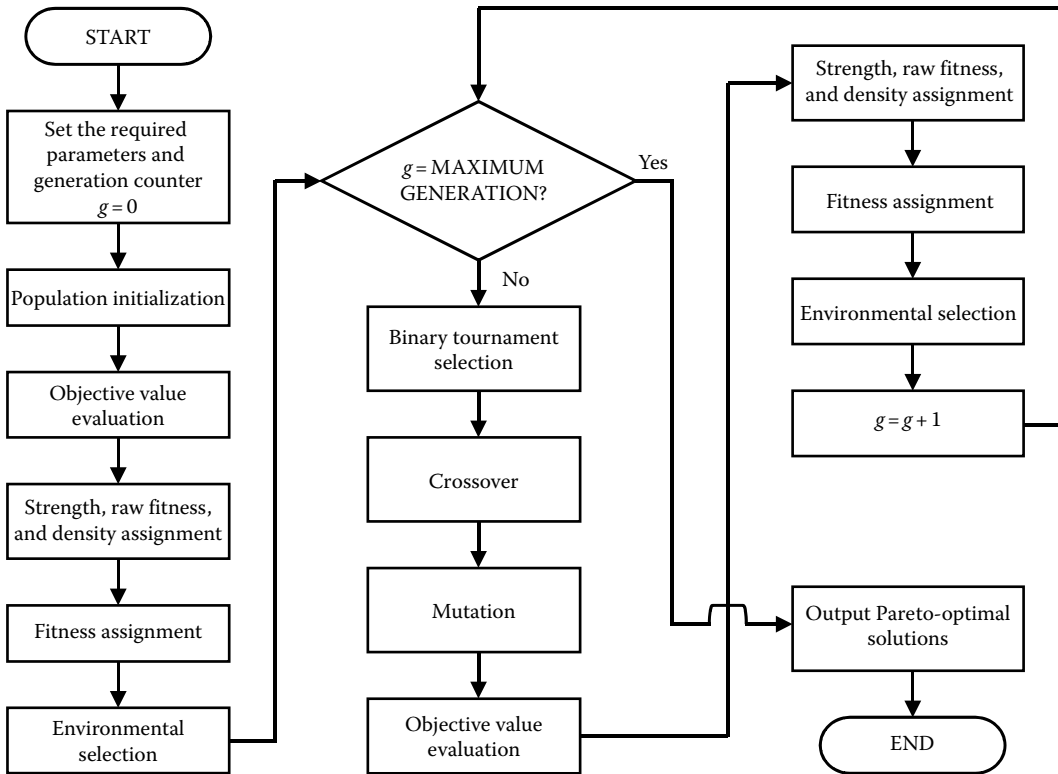 START
Set the required
parameters and
generation counter
g = 0
Population initialization
Objective value
evaluation
Strength, raw fitness,
and density assignment
Fitness assignment
Environmental
selection
g = MAXIMUM
GENERATION?
Yes
No
Binary tournament
selection
Crossover
Mutation
Objective value
evaluation
Strength, raw fitness,
and density assignment
Fitness assignment
Environmental selection
g = g + 1
Output Pareto-optimal
solutions
END